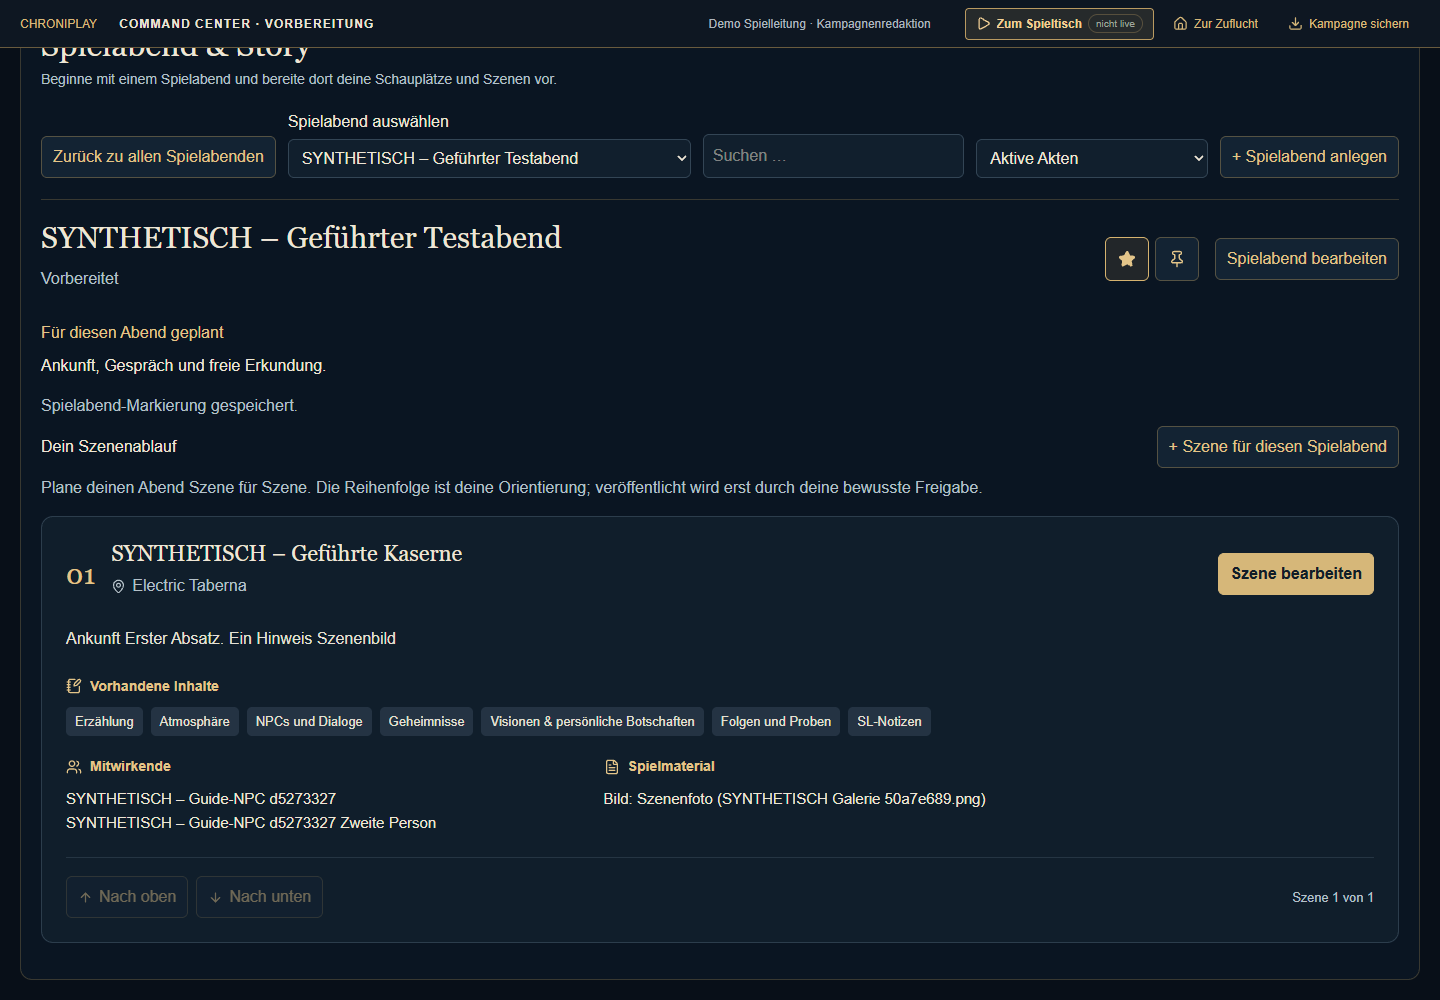 CHRONIPLAY COMMAND CENTER · VORBEREITUNG Demo Spielleitung · Kampagnenredaktion Zum Spieltisch nicht live Zur Zuflucht Kampagne sichern
Spielabend & Story
Beginne mit einem Spielabend und bereite dort deine Schauplätze und Szenen vor.
Spielabend auswählen
Zurück zu allen Spielabenden SYNTHETISCH – Geführter Testabend Suchen ... Aktive Akten + Spielabend anlegen
SYNTHETISCH – Geführter Testabend
Spielabend bearbeiten
Vorbereitet
Für diesen Abend geplant
Ankunft, Gespräch und freie Erkundung.
Spielabend-Markierung gespeichert.
Dein Szenenablauf + Szene für diesen Spielabend
Plane deinen Abend Szene für Szene. Die Reihenfolge ist deine Orientierung; veröffentlicht wird erst durch deine bewusste Freigabe.
01 SYNTHETISCH – Geführte Kaserne
Electric Taberna
Szene bearbeiten
Ankunft Erster Absatz. Ein Hinweis Szenenbild
Vorhandene Inhalte
Erzählung Atmosphäre NPCs und Dialoge Geheimnisse Visionen & persönliche Botschaften Folgen und Proben SL-Notizen
Mitwirkende Spielmaterial
SYNTHETISCH – Guide-NPC d5273327 Bild: Szenenfoto (SYNTHETISCH Galerie 50a7e689.png)
SYNTHETISCH – Guide-NPC d5273327 Zweite Person
Nach oben Nach unten Szene 1 von 1